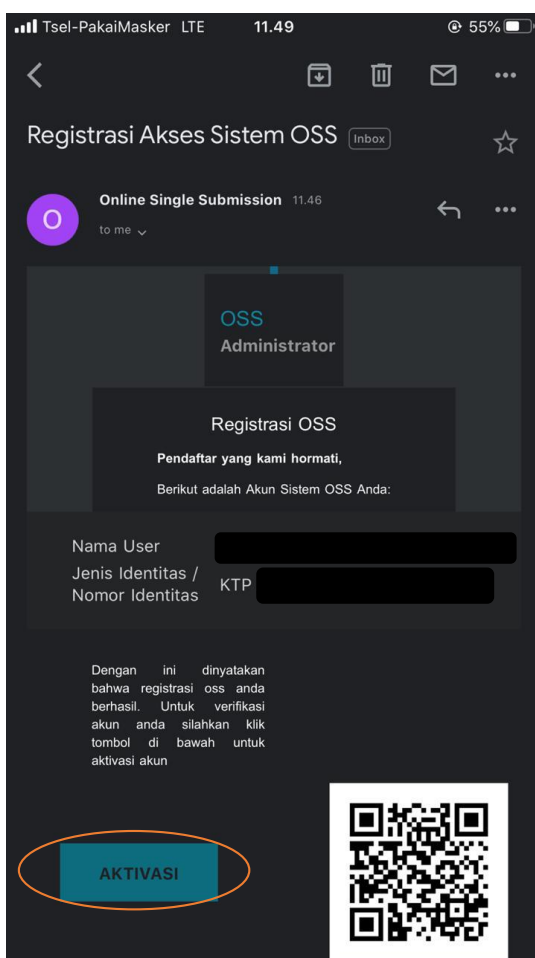 Tsel-PakaiMasker LTE 11.49 55%
Registrasi Akses Sistem OSS Inbox
Online Single Submission 11.46
O
to me
OSS
Administrator
Registrasi OSS
Pendaftar yang kami hormati,
Berikut adalah Akun Sistem OSS Anda:
Nama User
Jenis Identitas /
Nomor Identitas
KTP
Dengan ini dinyatakan
bahwa registrasi oss anda
berhasil. Untuk verifikasi
akun anda silahkan klik
tombol di bawah untuk
aktivasi akun
AKTIVASI